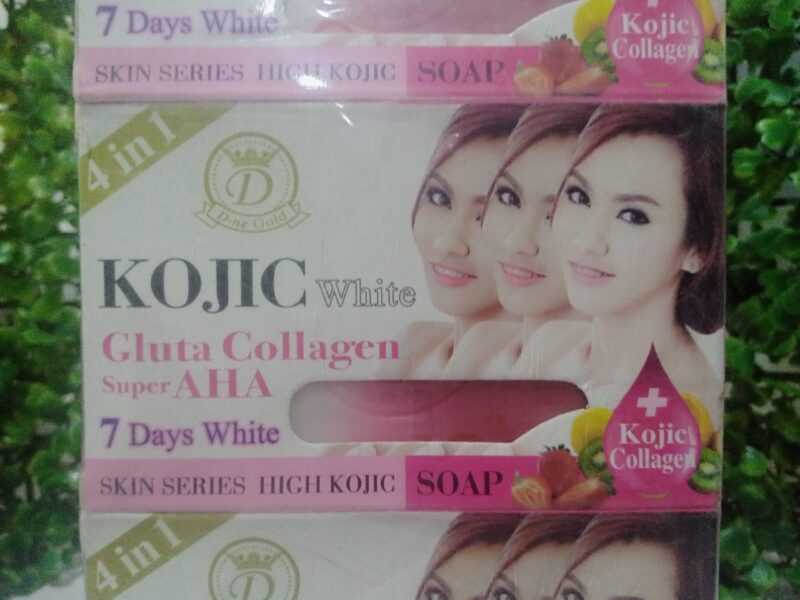 7 Days White
SKIN SERIES HIGH KOJIC SOAP
Kojic
Collagen
4 in 1
D
D-ne Gold
KOJIC White
Gluta Collagen
Super AHA
7 Days White
Kojic
Collagen
SKIN SERIES HIGH KOJIC SOAP
4 in 1
D